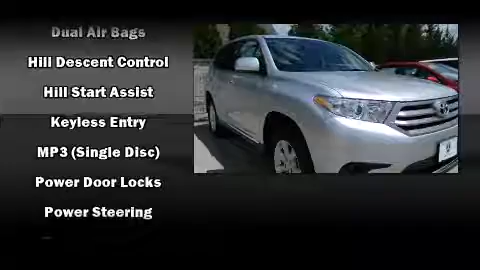 Dual Air Bags
Hill Descent Control
Hill Start Assist
Keyless Entry
MP3 (Single Disc)
Power Door Locks
Power Steering